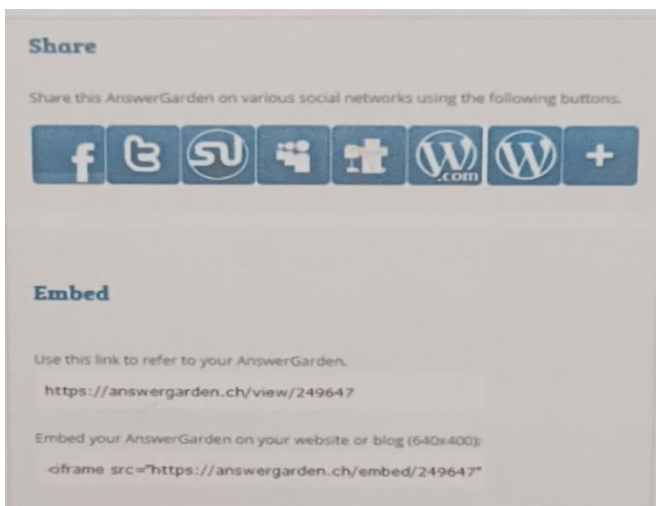 Share
Share this AnswerGarden on various social networks using the following buttons.
f t su W .com W +
Embed
Use this link to refer to your AnswerGarden.
https://answergarden.ch/view/249647
Embed your AnswerGarden on your website or blog (640x400):
<iframe src="https://answergarden.ch/embed/249647"